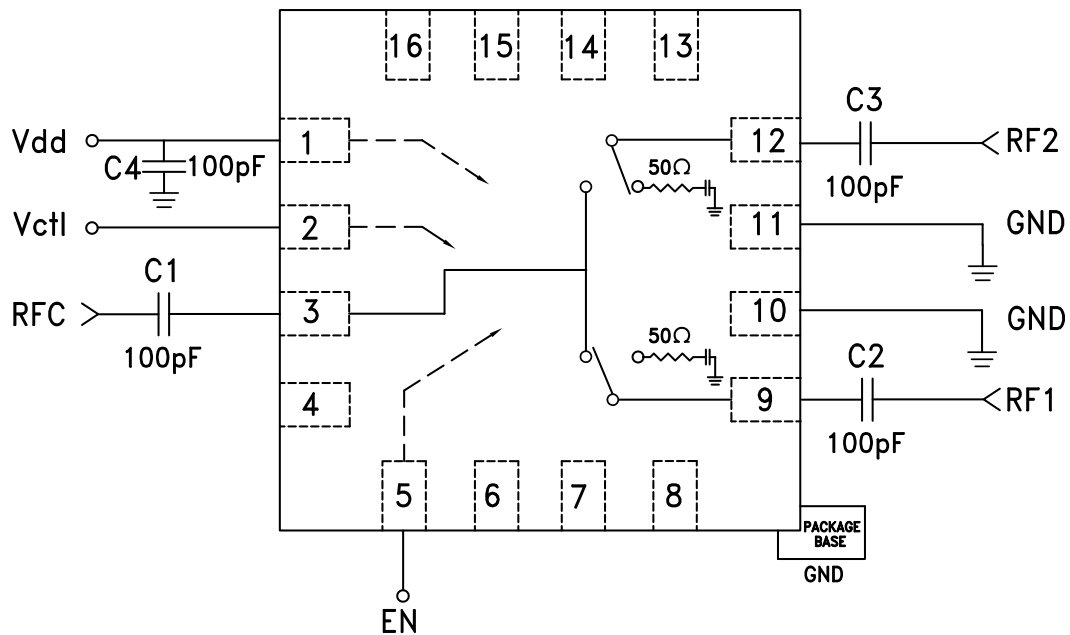 16 15 14 13
Vdd
C4
100pF
1
Vctl
2
C1
RFC
100pF
3
4
5 6 7 8
EN
50Ω
12
C3
100pF
RF2
11
GND
10
GND
50Ω
9
C2
100pF
RF1
PACKAGE
BASE
GND